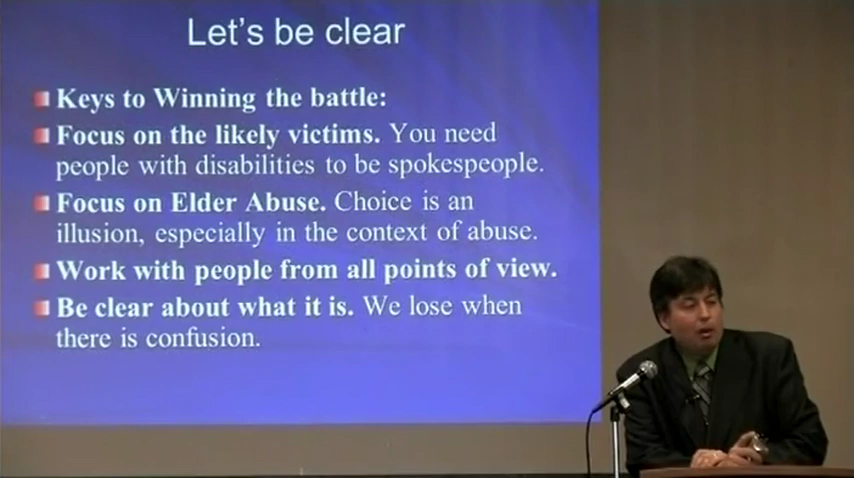 Let's be clear
Keys to Winning the battle:
Focus on the likely victims. You need
people with disabilities to be spokespeople.
Focus on Elder Abuse. Choice is an
illusion, especially in the context of abuse.
Work with people from all points of view.
Be clear about what it is. We lose when
there is confusion.